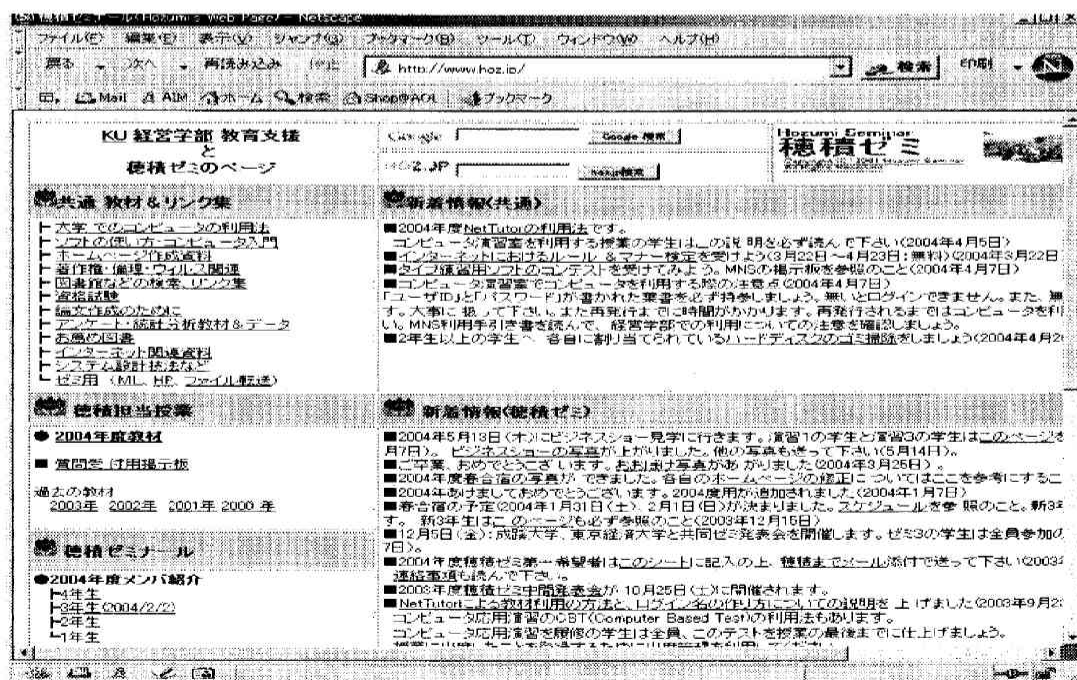 穂積ゼミナール(Hozumi's Web Page) - Netscape
ファイル(F) 編集(E) 表示(V) ジャンプ(G) ブックマーク(B) ツール(T) ウィンドウ(W) ヘルプ(H)
戻る 次へ 再読み込み 停止 http://www.hoz.jp/ 検索 印刷
Mail AIM ホーム 検索 Shop@AOL ブックマーク
KU 経営学部 教育支援
と
穂積ゼミのページ
Google Google 検索
検索
Hozumi Seminar
穂積ゼミ
共通 教材&リンク集
大学 でのコンピュータの利用法
ソフトの使い方・コンピュータ入門
ホームページ作成資料
著作権・倫理・ウィルス関連
図書館などの検索、リンク集
資格試験
論文作成のために
アンケート・統計分析教材&データ
お薦の図書
インターネット関連資料
システム設計技法など
ゼミ用 (ML、HP、ファイル転送)
新着情報(共通)
■2004年度NetTutorの利用法です。
コンピュータ演習室を利用する授業の学生はこの説 明を必ず読ん で下さい(2004年4月5日)
■インターネットにおけるルール &マナー検定を受けよう(3月22日 ~4月23日:無料)(2004年3月22日
■タイプ練習用ソフトのコンテストを受けてみよう。MNSの掲示板を参照のこと(2004年4月7日)
■コンピュータ演習室でコンピュータを利用する際の注意点(2004年4月7日)
「ユーザID」と「パスワード」が書かれた葉書を必ず持参しましょう。無いとログインできません。また、無
す。大事に 扱っ て下さ い。また再発行までに時間がかかります。再発行されるまではコンピュータを利
い。MNS利用手引き書を読んで、経営学部での利用についての注意を確認しましょう。
■2年生以上の学生へ 各自に割り当てられているハードディスクのゴミ掃除をしましょう(2004年4月2
穂積担当授業
● 2004年度教材
■ 質問受 付用掲示板
過去の教材
2003年 2002年 2001年 2000 年
穂積ゼミナール
●2004年度メンバ紹介
4年生
3年生(2004/2/2)
2年生
1年生
新着情報(穂積ゼミ)
■2004年5月13日(木)にビジネスショー見学に行きます。演習1の学生と演習3の学生はこのページを
月7日)。 ビジネスショーの写真が上がりました。他の写真も送って下さい(5月14日)。
■ご卒業、おめでとうござ います。おおばけ写真があ がりました(2004年3月25日) 。
■2004年度春合宿の写真が できました。各自のホームページの修正に ついてはここを参考にするこ
■2004年あけましておめでとうございます。2004度用が追加されました(2004年1月7日)
■春合宿の予定(2004年1月31日(土)、2月1日(日)が決まりました。スケジュールを参 照のこと。新3年
す。 新3年生はこ のページも必ず参照のこと(2003年12月15日)
■12月5日(金):成蹊大学、東京経済大学と共同ゼミ発表会を開催します。ゼミ3の学生は全員参加の
7日)。
■2004年度穂積ゼミ第一希望者はこのシートに記入の上、穂積までメール添付で送って下さい(2003年
連絡事項も読んで下さい。
■2003年度穂積ゼミ中間発表会が 10月25日(土)に開催されます。
■NetTutorによる教材利用の方法と、ログイン名の作り方についての説明を 上 げました(2003年9月2
コンピュータ応用演習のCBT(Computer Based Test)の利用法もあります。
コンピュータ応用演習を履修の学生は全員、このテストを授業の最後までに仕上げましょう。